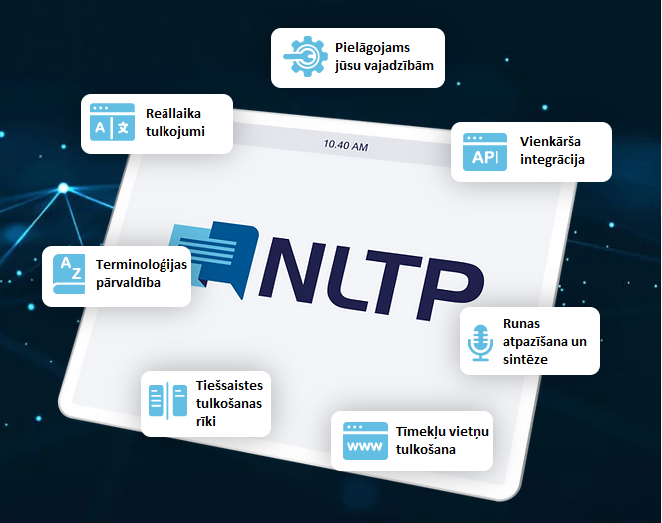 Pielāgojams
jūsu vajadzībām
Reāllaika
tulkojumi
A
10.40 AM
API
Vienkārša
integrācija
A
Z
Terminoloģijas
pārvaldība
NLTP
Runas
atpazīšana un
sintēze
Tiešsaistes
tulkošanas
rīki
www
Tīmekļu vietņu
tulkošana